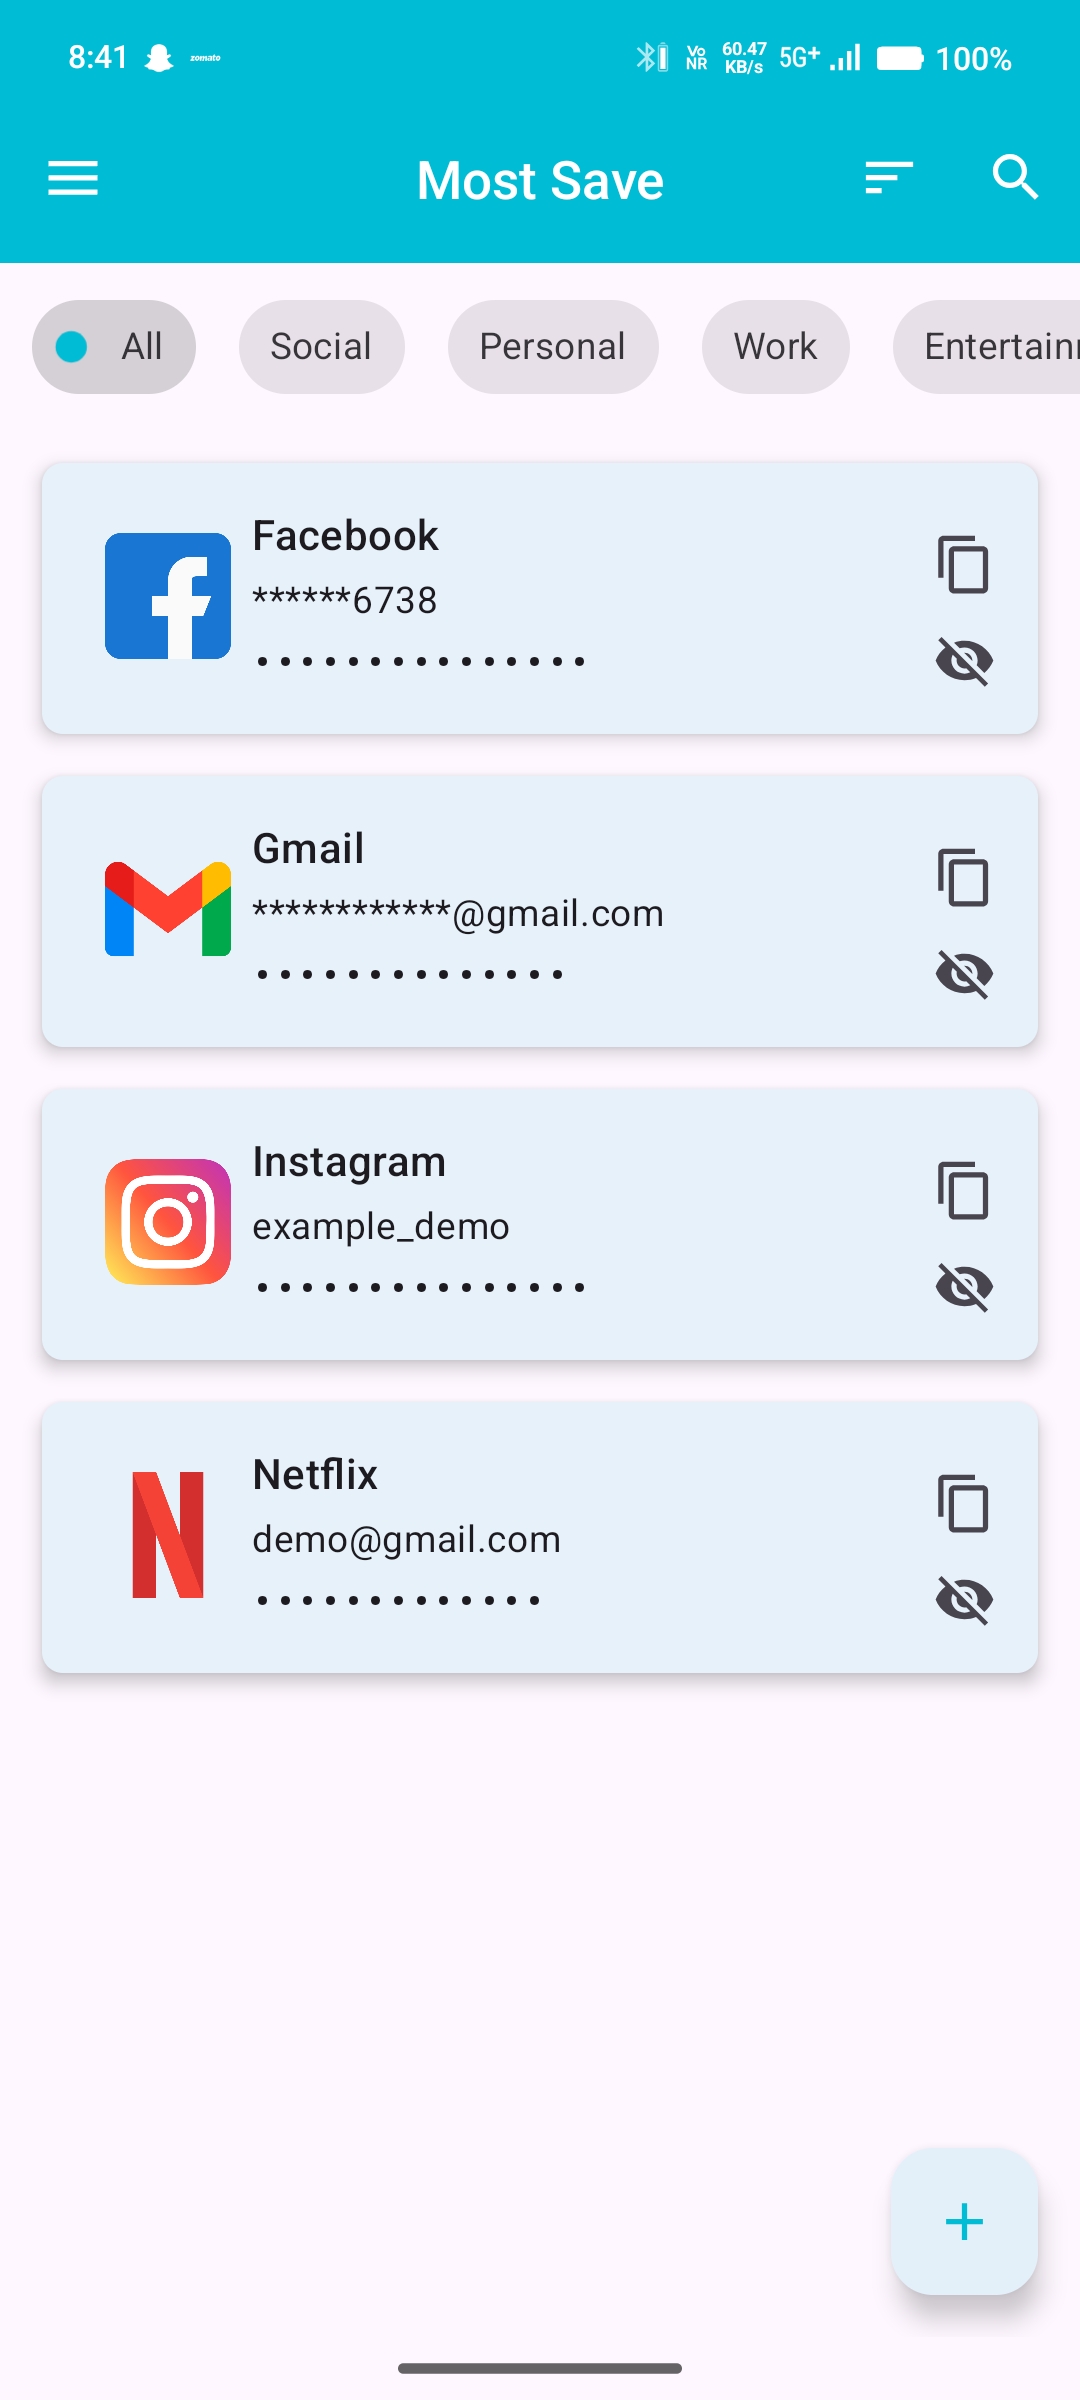 8:41 zomato Vo NR 60.47 KB/s 5G+ 100%
Most Save
All Social Personal Work Entertain
Facebook
******6738
•••••••••••••••
Gmail
************@gmail.com
••••••••••••••
Instagram
example_demo
•••••••••••••••
Netflix
demo@gmail.com
•••••••••••••
+